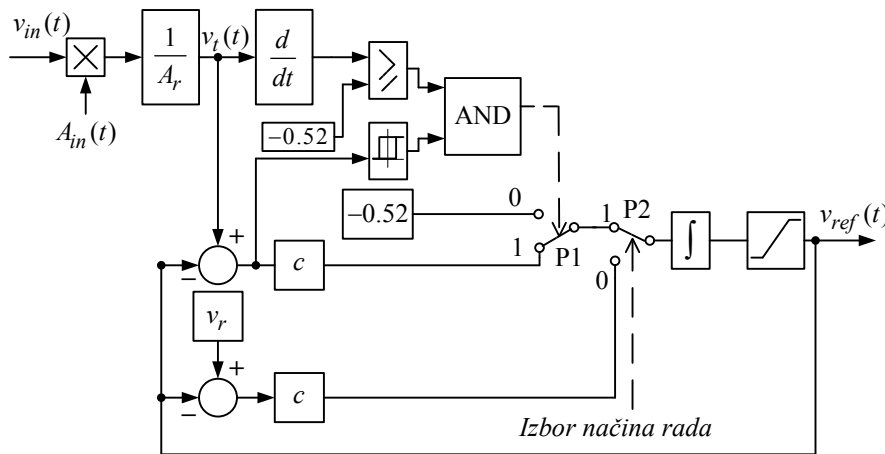 v_in(t)
1
A_r
v_t(t)
d
dt
≥
×
A_in(t)
−0.52
AND
−0.52
0
1
P2
v_ref(t)
+
−
c
1
P1
∫
0
v_r
+
−
c
Izbor načina rada